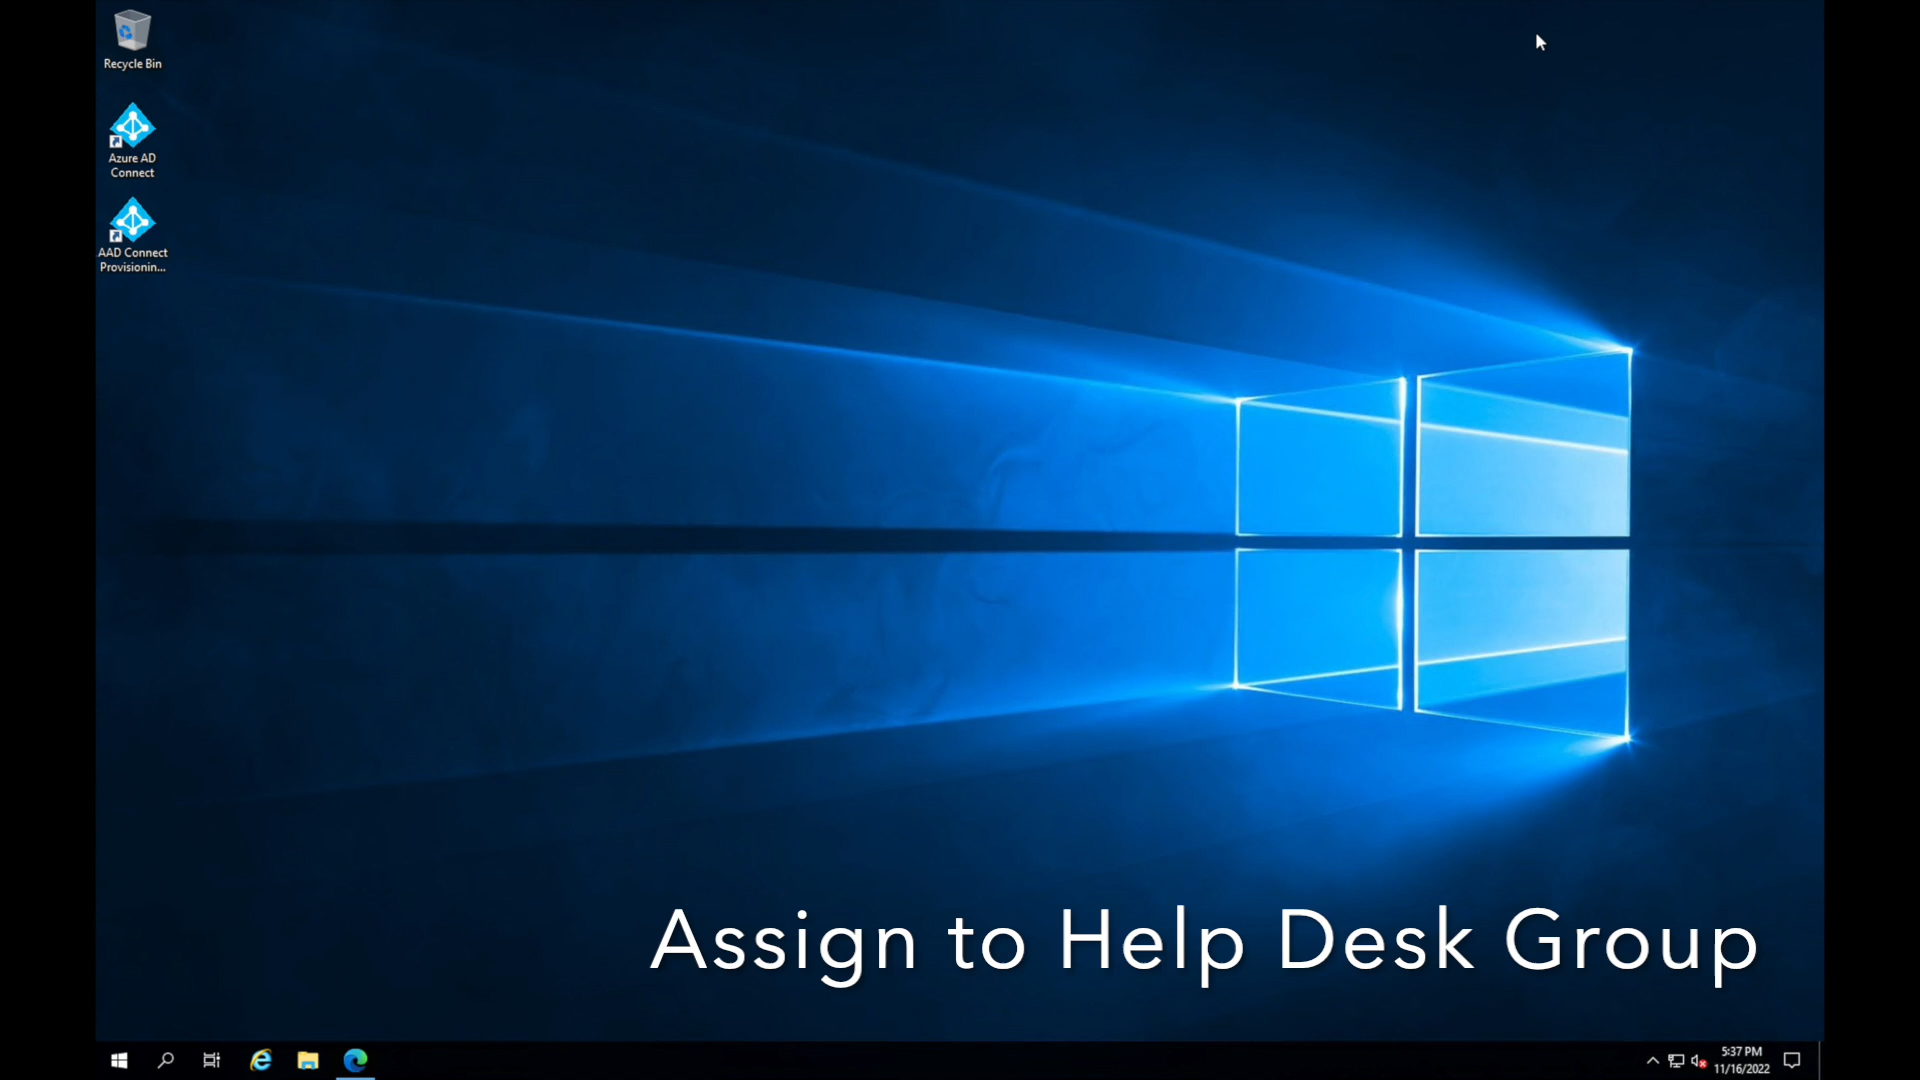 Recycle Bin
Azure AD
Connect
AAD Connect
Provisionin...
Assign to Help Desk Group
5:37 PM
11/16/2022